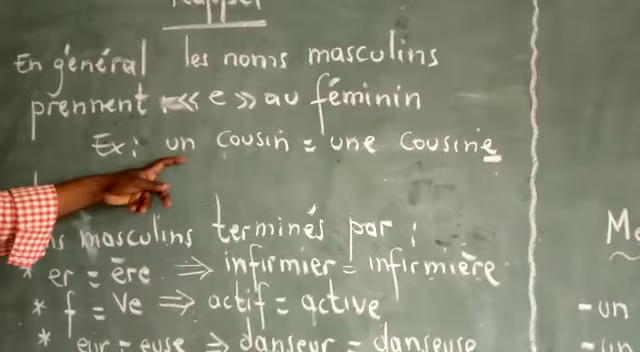 Rappel
En général les noms masculins
prennent « e » au féminin
Ex: un cousin = une cousine
masculins terminés par :
* er = ère ⇒ infirmier = infirmière
* f = ve ⇒ actif = active
* eur = euse ⇒ danseur = danseuse
- un
- un